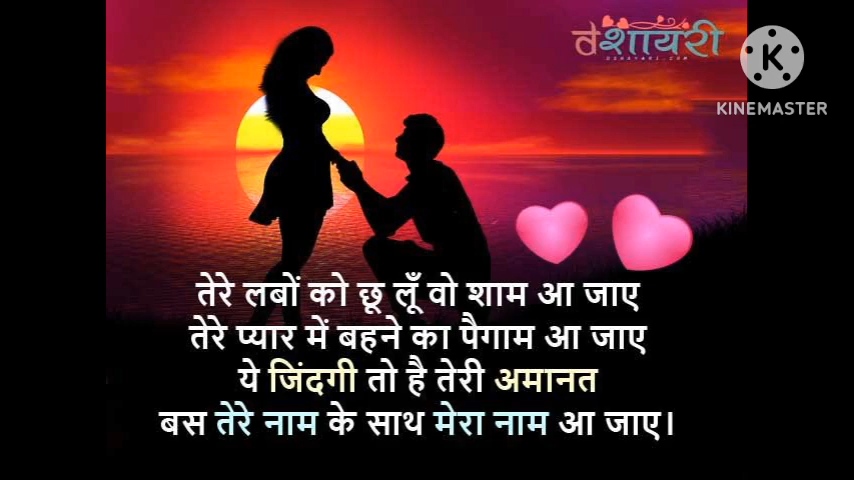 वेशायरी
KINEMASTER
तेरे लबों को छू लूँ वो शाम आ जाए
तेरे प्यार में बहने का पैगाम आ जाए
ये जिंदगी तो है तेरी अमानत
बस तेरे नाम के साथ मेरा नाम आ जाए।